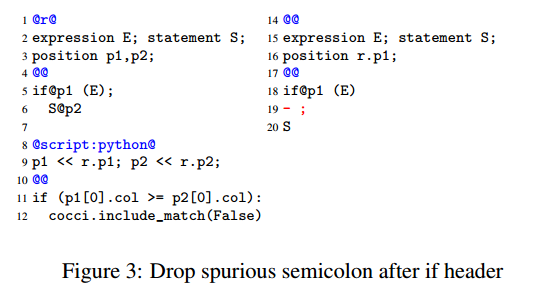 1 @r@
2 expression E; statement S;
3 position p1,p2;
4 @@
5 if@p1 (E);
6   S@p2
7
8 @script:python@
9 p1 << r.p1; p2 << r.p2;
10 @@
11 if (p1[0].col >= p2[0].col):
12   cocci.include_match(False)
14 @@
15 expression E; statement S;
16 position r.p1;
17 @@
18 if@p1 (E)
19 - ;
20 S
Figure 3: Drop spurious semicolon after if header